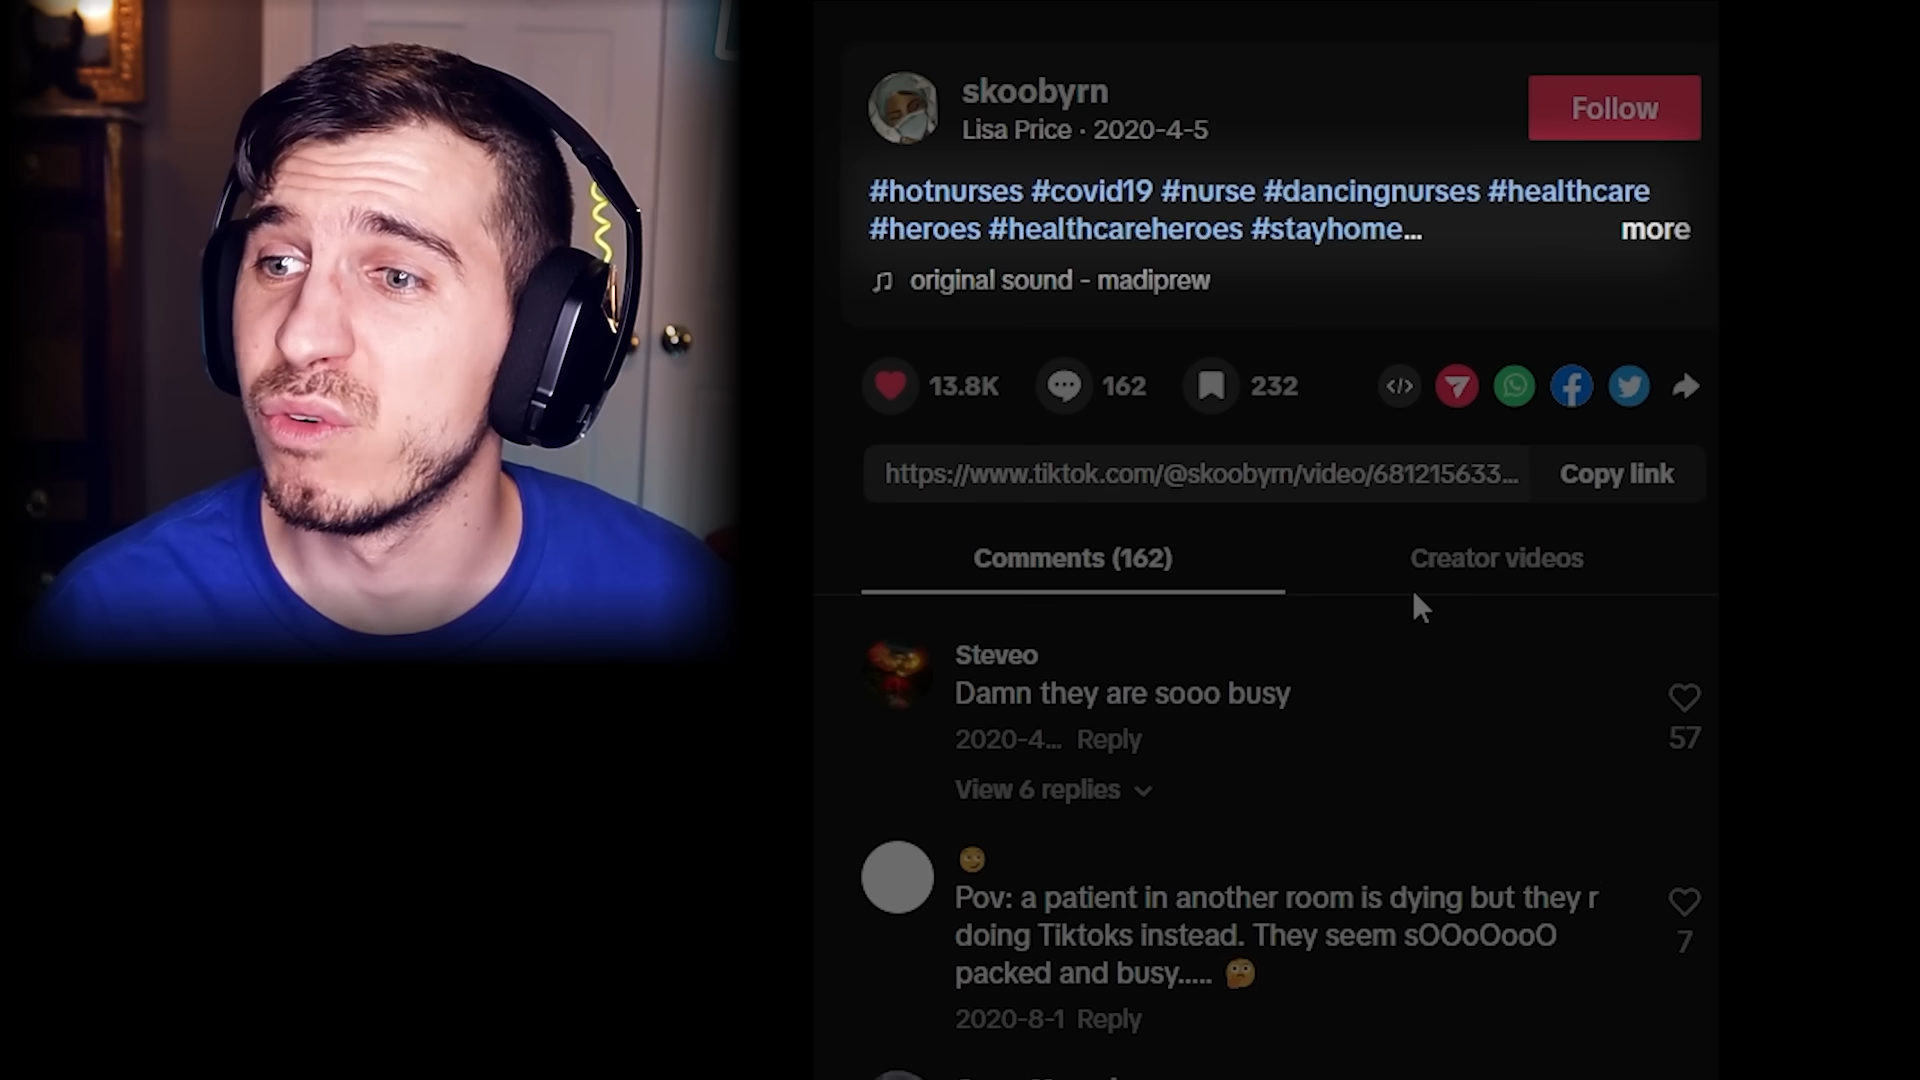 skoobyrn
Lisa Price · 2020-4-5
Follow
#hotnurses #covid19 #nurse #dancingnurses #healthcare
#heroes #healthcareheroes #stayhome... more
original sound - madiprew
13.8K
162
232
https://www.tiktok.com/@skoobyrn/video/681215633...
Copy link
Comments (162)
Creator videos
Steveo
Damn they are sooo busy
2020-4... Reply
57
View 6 replies
Pov: a patient in another room is dying but they r
doing Tiktoks instead. They seem sOOoOooO
packed and busy.....
7
2020-8-1 Reply